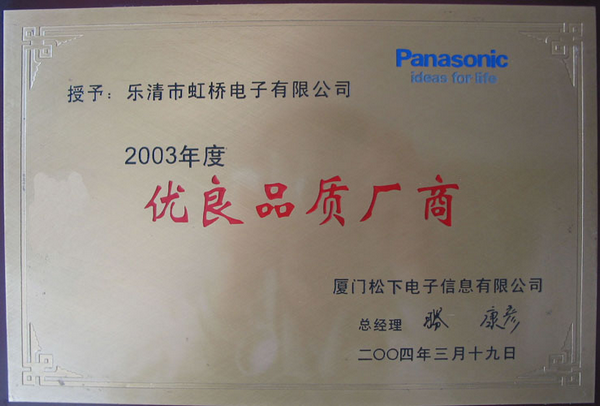 Panasonic
ideas for life
授予：乐清市虹桥电子有限公司
2003年度
优良品质厂商
厦门松下电子信息有限公司
总经理 康彦
二〇〇四年三月十九日